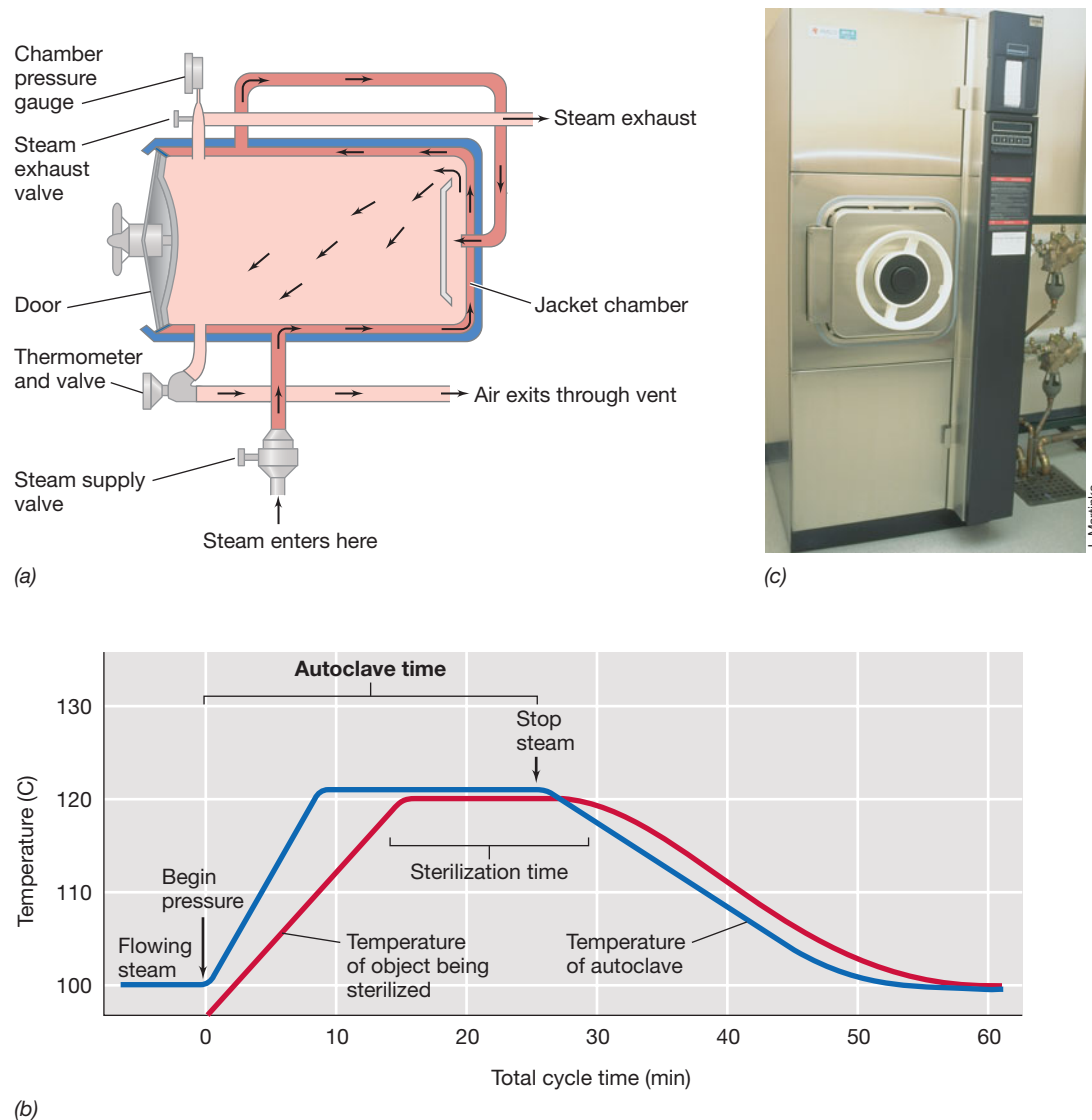 (a)
Chamber
pressure
gauge
Steam
exhaust
valve
Door
Thermometer
and valve
Steam supply
valve
Steam enters here
Steam exhaust
Jacket chamber
Air exits through vent
(c)
Autoclave time
Stop
steam
Sterilization time
Begin
pressure
Flowing
steam
Temperature
of object being
sterilized
Temperature
of autoclave
Temperature (C)
130
120
110
100
0
10
20
30
40
50
60
Total cycle time (min)
(b)